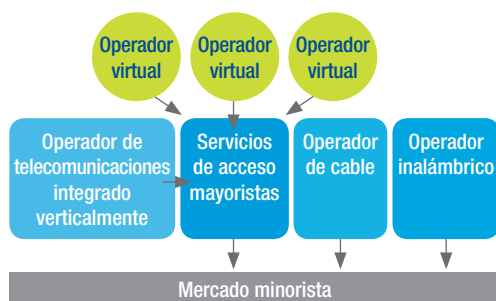 Operador
virtual
Operador
virtual
Operador
virtual
Operador de
telecomunicaciones
integrado
verticalmente
Servicios
de acceso
mayoristas
Operador
de cable
Operador
inalámbrico
Mercado minorista